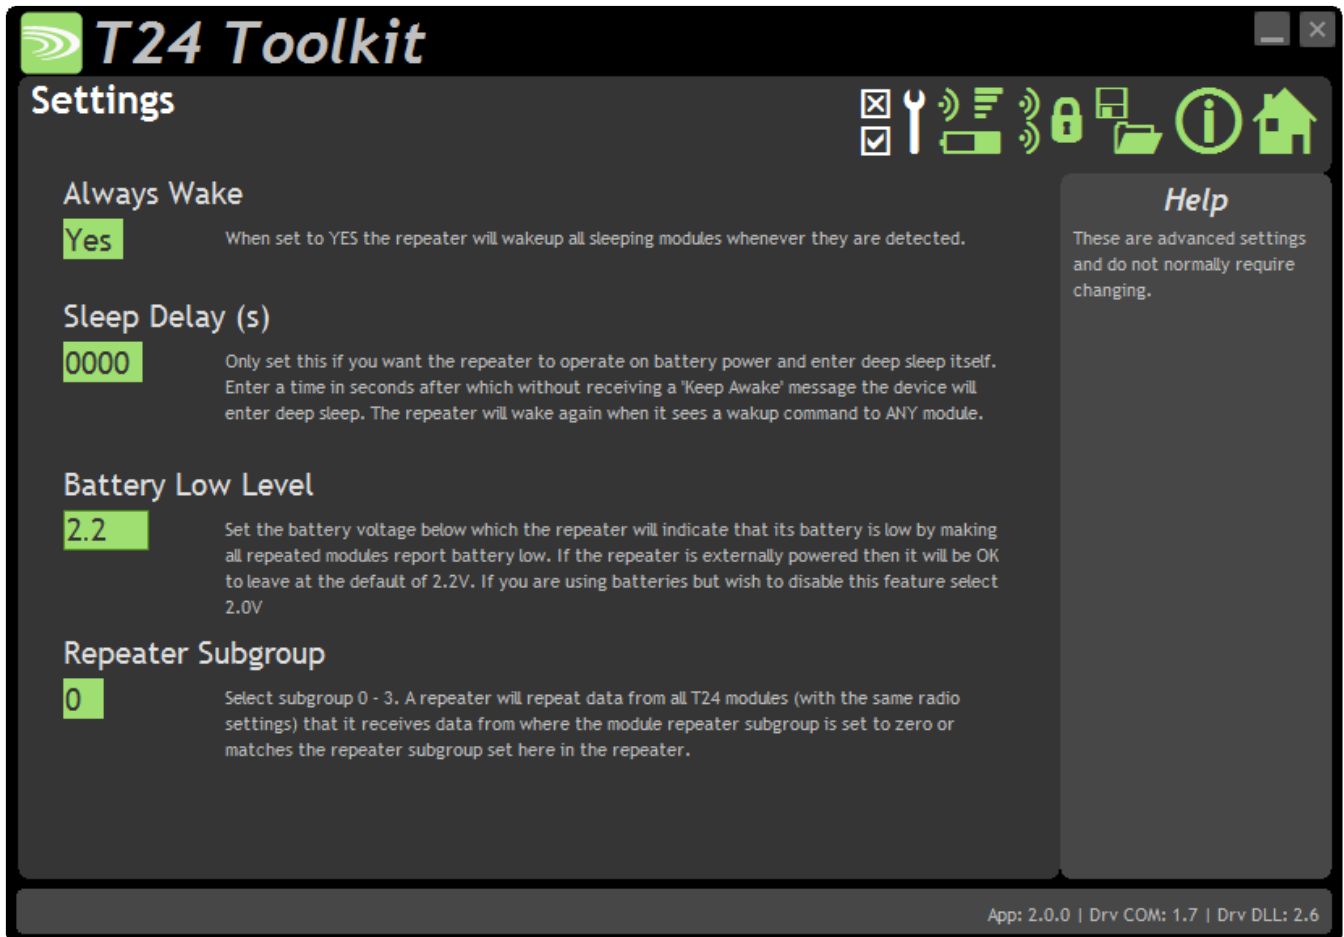 T24 Toolkit
Settings
Always Wake
Yes
When set to YES the repeater will wakeup all sleeping modules whenever they are detected.
Sleep Delay (s)
0000
Only set this if you want the repeater to operate on battery power and enter deep sleep itself.
Enter a time in seconds after which without receiving a 'Keep Awake' message the device will
enter deep sleep. The repeater will wake again when it sees a wakup command to ANY module.
Battery Low Level
2.2
Set the battery voltage below which the repeater will indicate that its battery is low by making
all repeated modules report battery low. If the repeater is externally powered then it will be OK
to leave at the default of 2.2V. If you are using batteries but wish to disable this feature select
2.0V
Repeater Subgroup
0
Select subgroup 0 - 3. A repeater will repeat data from all T24 modules (with the same radio
settings) that it receives data from where the module repeater subgroup is set to zero or
matches the repeater subgroup set here in the repeater.
Help
These are advanced settings
and do not normally require
changing.
App: 2.0.0 | Drv COM: 1.7 | Drv DLL: 2.6